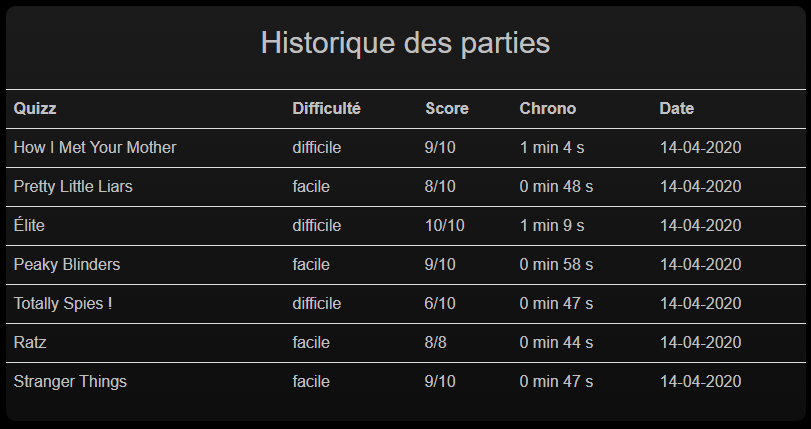 Historique des parties
Quizz Difficulté Score Chrono Date
How I Met Your Mother difficile 9/10 1 min 4 s 14-04-2020
Pretty Little Liars facile 8/10 0 min 48 s 14-04-2020
Élite difficile 10/10 1 min 9 s 14-04-2020
Peaky Blinders facile 9/10 0 min 58 s 14-04-2020
Totally Spies ! difficile 6/10 0 min 47 s 14-04-2020
Ratz facile 8/8 0 min 44 s 14-04-2020
Stranger Things facile 9/10 0 min 47 s 14-04-2020